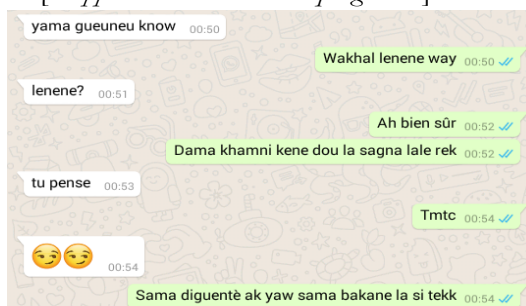 yama gueuneu know 00:50
Wakhal lenene way 00:50
lenene? 00:51
Ah bien sûr 00:52
Dama khamni kene dou la sagna lale rek 00:52
tu pense 00:53
Tmtc 00:54
😏😏 00:54
Sama diguentè ak yaw sama bakane la si tekk 00:54